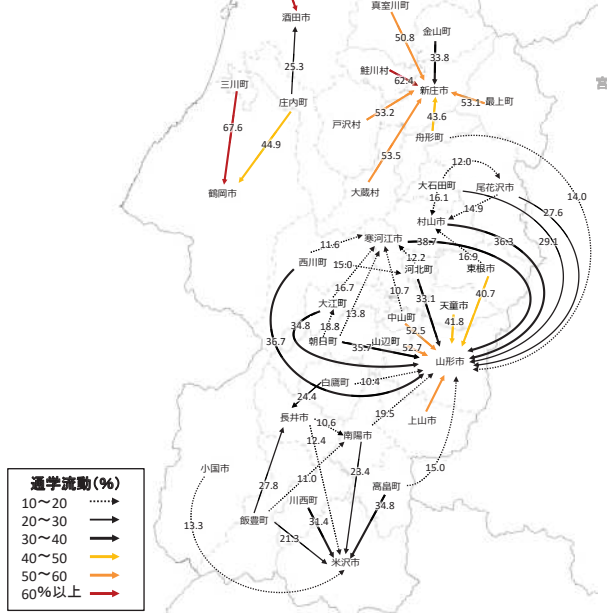 真室川町
酒田市
金山町
50.8
33.8
25.3
鮭川村
62.4
宮
三川町
新庄市
庄内町
53.1
最上町
53.2
43.6
67.6
戸沢村
舟形町
44.9
53.5
12.0
鶴岡市
大蔵村
大石田町
尾花沢市
14.0
16.1
14.9
27.6
村山市
寒河江市
38.7
36.3
29.1
11.6
12.2
16.9
西川町
15.0
河北町
東根市
16.7
10.7
40.7
大江町
33.1
天童市
13.8
中山町
34.8
18.8
41.8
52.5
36.7
朝日町
35.7
山辺町
52.7
山形市
白鷹町
10.4
24.4
19.5
長井市
10.6
上山市
12.4
南陽市
小国市
11.0
23.4
15.0
通学流動(%)
27.8
高畠町
10～20
川西町
34.8
20～30
13.3
飯豊町
31.4
30～40
21.3
40～50
米沢市
50～60
60%以上